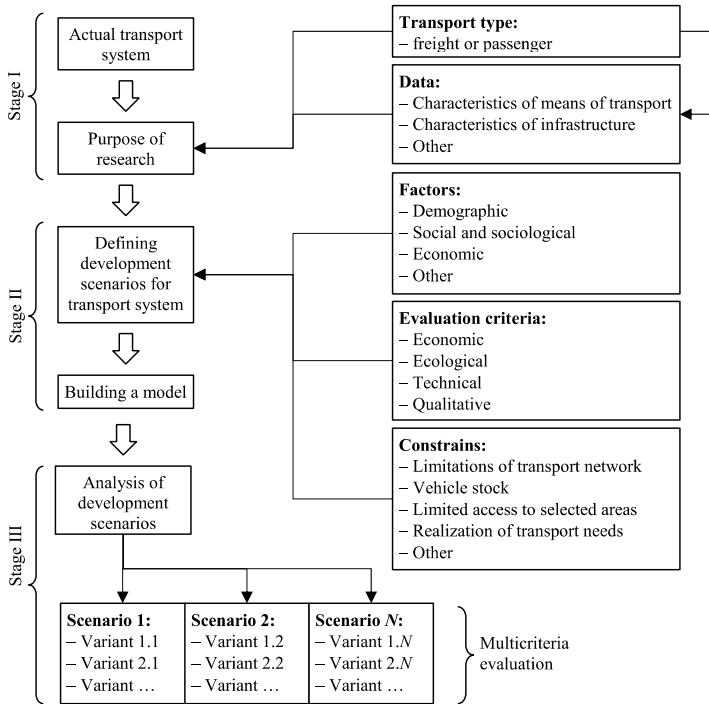 Stage I
Actual transport
system
Purpose of
research
Transport type:
– freight or passenger
Data:
– Characteristics of means of transport
– Characteristics of infrastructure
– Other
Stage II
Defining
development
scenarios for
transport system
Building a model
Factors:
– Demographic
– Social and sociological
– Economic
– Other
Evaluation criteria:
– Economic
– Ecological
– Technical
– Qualitative
Constrains:
– Limitations of transport network
– Vehicle stock
– Limited access to selected areas
– Realization of transport needs
– Other
Stage III
Analysis of
development
scenarios
Scenario 1:
– Variant 1.1
– Variant 2.1
– Variant …
Scenario 2:
– Variant 1.2
– Variant 2.2
– Variant …
Scenario N:
– Variant 1.N
– Variant 2.N
– Variant …
Multicriteria
evaluation